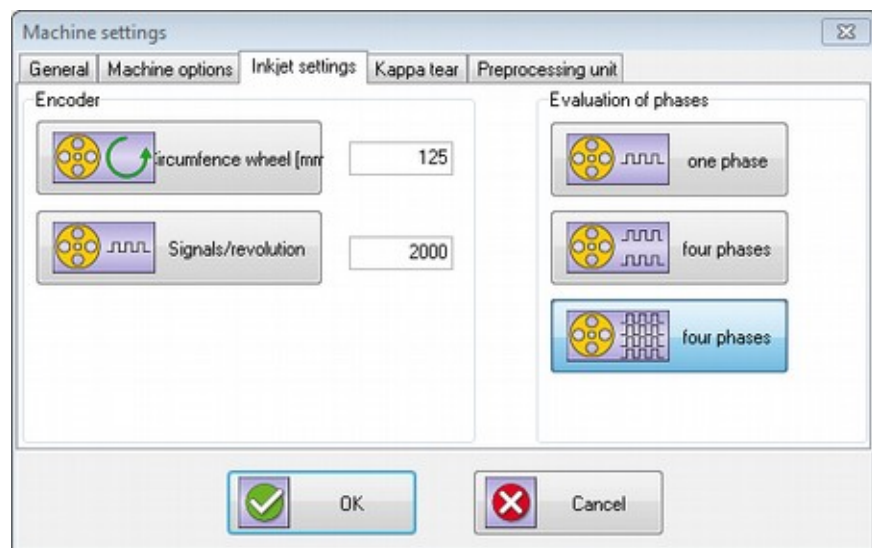 Machine settings
General Machine options Inkjet settings Kappa tear Preprocessing unit
Encoder
ircumfence wheel [mm
125
Signals/revolution
2000
Evaluation of phases
one phase
four phases
four phases
OK
Cancel